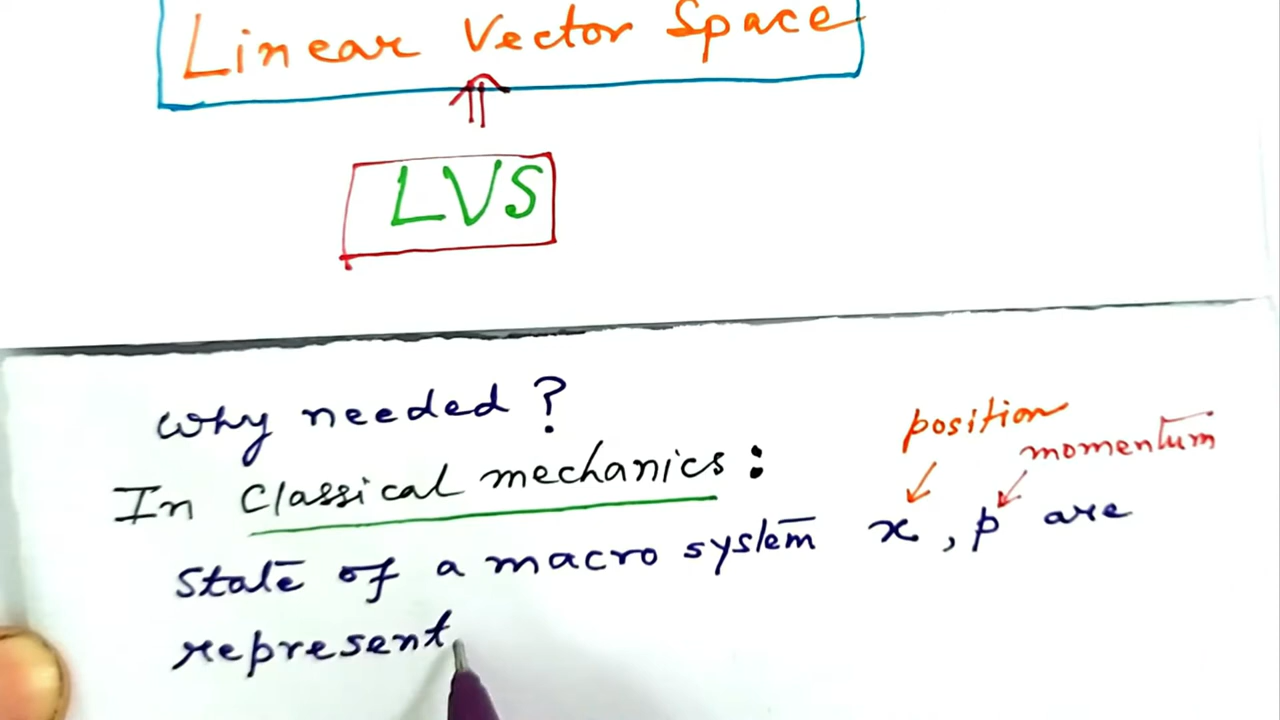 Linear Vector Space
LVS
Why needed ?
position
momentum
In Classical mechanics :
State of a macro system x , p are
represent